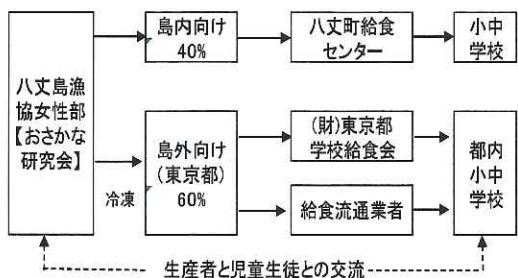 八丈島漁
協女性部
【おさかな
研究会】
島内向け
40%
八丈町給食
センター
小中
学校
冷凍
島外向け
(東京都)
60%
(財)東京都
学校給食会
給食流通業者
都内
小中
学校
生産者と児童生徒との交流